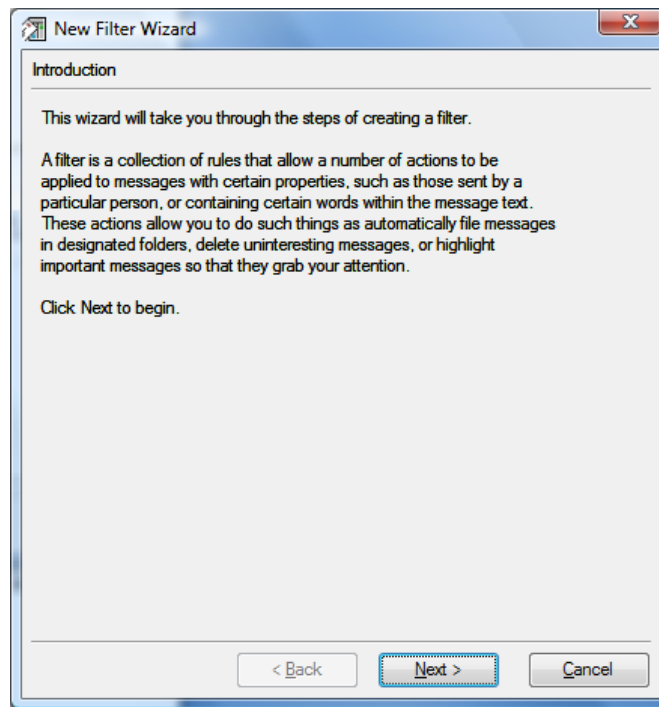 New Filter Wizard
Introduction
This wizard will take you through the steps of creating a filter.
A filter is a collection of rules that allow a number of actions to be
applied to messages with certain properties, such as those sent by a
particular person, or containing certain words within the message text.
These actions allow you to do such things as automatically file messages
in designated folders, delete uninteresting messages, or highlight
important messages so that they grab your attention.
Click Next to begin.
< Back Next > Cancel